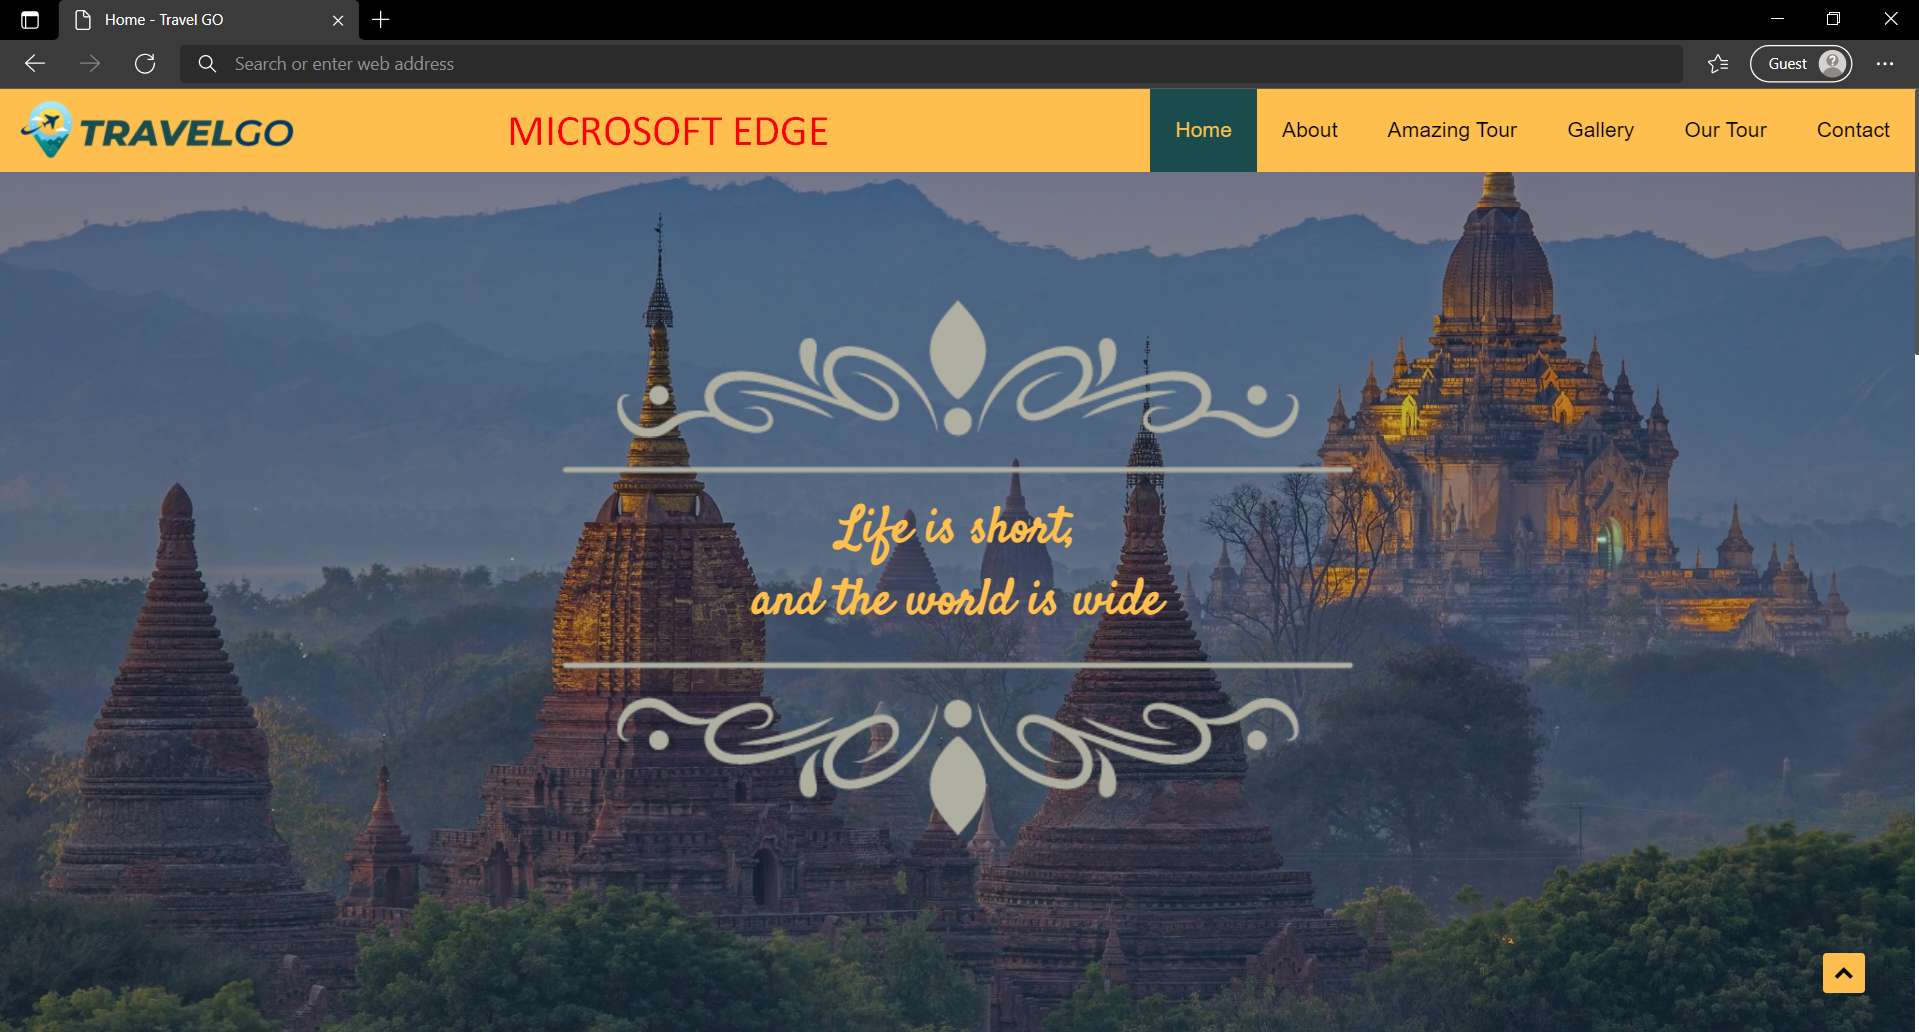 Home - Travel GO
Search or enter web address
Guest
TRAVELGO
MICROSOFT EDGE
Home
About
Amazing Tour
Gallery
Our Tour
Contact
Life is short,
and the world is wide